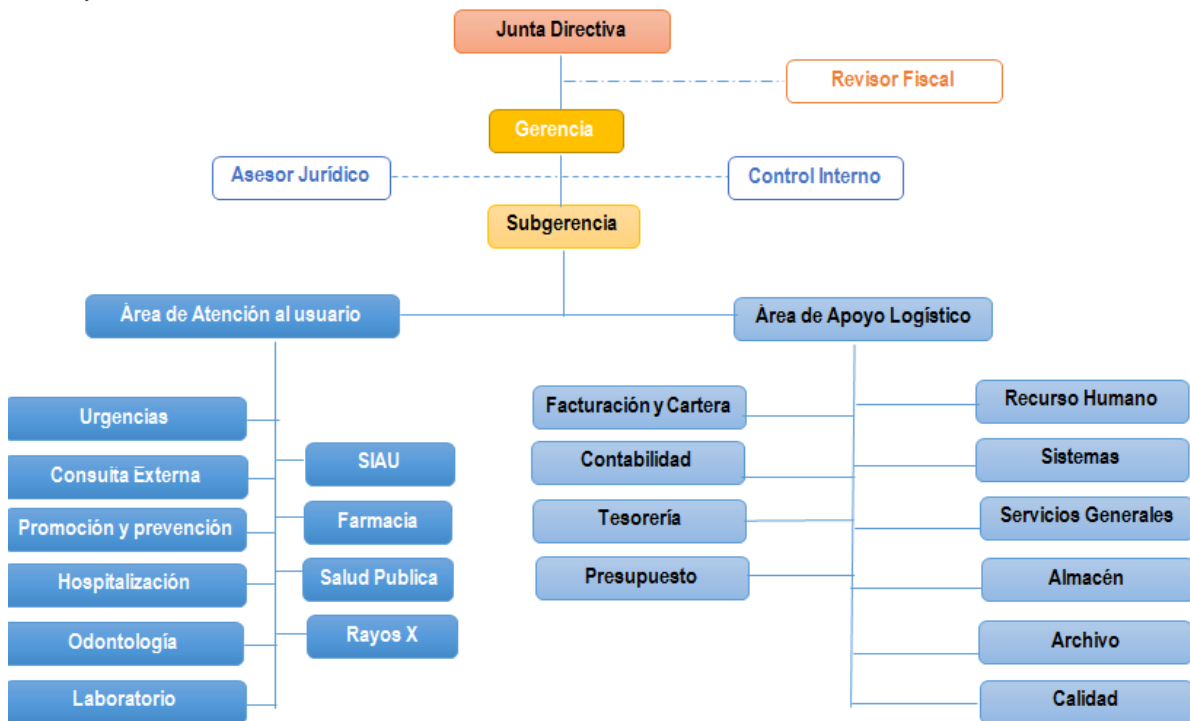 Junta Directiva
Revisor Fiscal
Gerencia
Asesor Jurídico
Control Interno
Subgerencia
Área de Atención al usuario
Área de Apoyo Logístico
Urgencias
Consulta Externa
Promoción y prevención
Hospitalización
Odontología
Laboratorio
SIAU
Farmacia
Salud Publica
Rayos X
Facturación y Cartera
Contabilidad
Tesorería
Presupuesto
Recurso Humano
Sistemas
Servicios Generales
Almacén
Archivo
Calidad